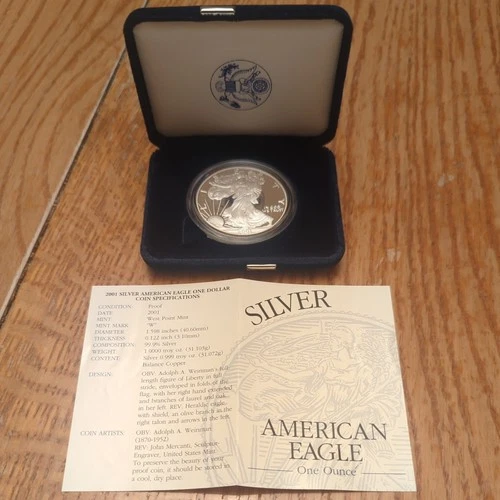 LIBERTY
IN GOD
WE TRUST
2001 SILVER AMERICAN EAGLE ONE DOLLAR
COIN SPECIFICATIONS
CONDITION: Proof
DATE: 2001
MINT: West Point Mint
MINT MARK "W"
DIAMETER 1.598 inches (40.60mm)
THICKNESS 0.122 inch (3.10mm)
COMPOSITION: 99.9% Silver
WEIGHT: 1.0000 troy oz. (31.103g)
CONTENT: Silver 0.999 troy oz. (31.072g)
Balance Copper
DESIGN: OBV: Adolph A. Weinman's full
length figure of Liberty in full
stride, enveloped in folds of the
flag, with her right hand extended
and branches of laurel and oak
in her left. REV: Heraldic eagle
with shield, an olive branch in the
right talon and arrows in the left.
COIN ARTISTS: OBV: Adolph A. Weinman
(1870-1952)
REV: John Mercanti, Sculptor
Engraver, United States Mint
To preserve the beauty of your
proof coin, it should be stored in
a cool, dry place.
SILVER
AMERICAN
EAGLE
One Ounce